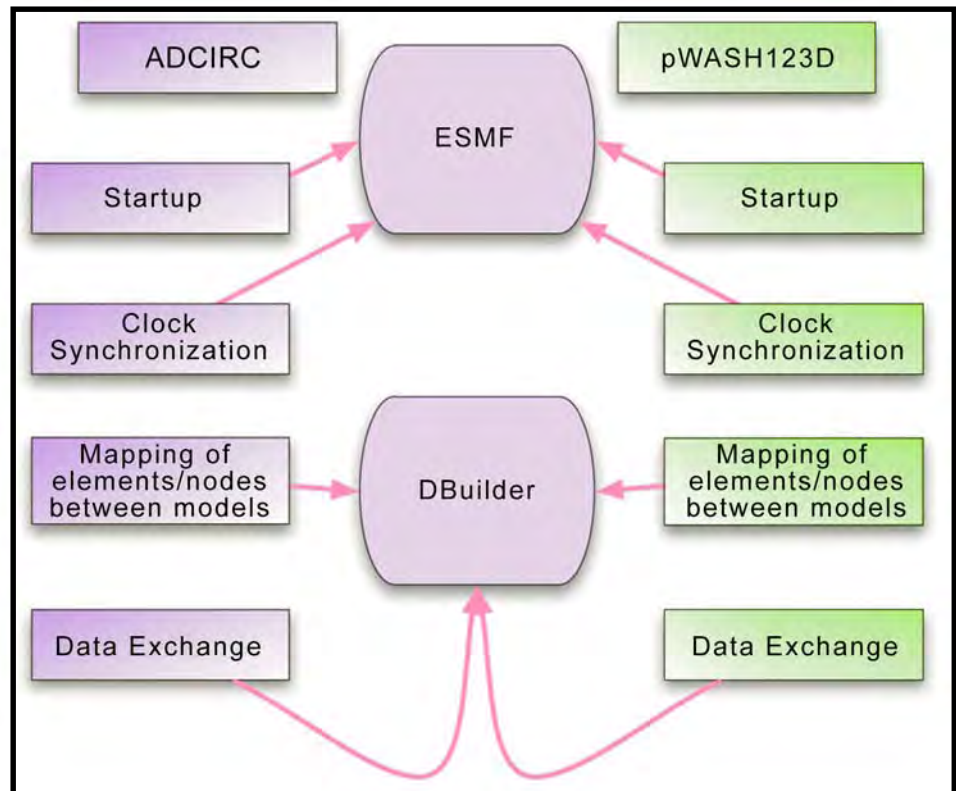 ADCIRC
pWASH123D
ESMF
Startup
Startup
Clock
Synchronization
Clock
Synchronization
Mapping of
elements/nodes
between models
DBuilder
Mapping of
elements/nodes
between models
Data Exchange
Data Exchange